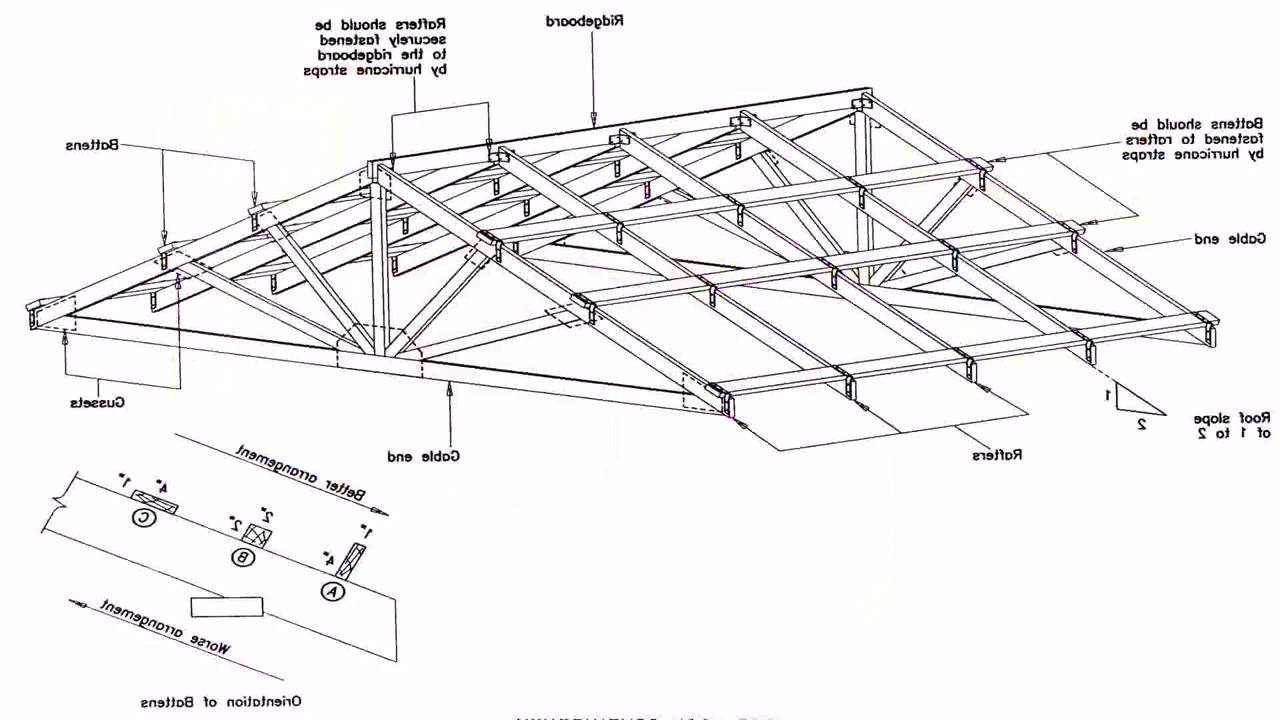 Rafters should be
securely fastened
to the ridgeboard
by hurricane straps
Ridgeboard
Battens
Battens should be
fastened to rafters
by hurricane straps
Gable end
Gussets
Gable end
Rafters
1
2
Roof slope
of 1 to 2
Better arrangement
1" 4"
C
2" 2"
B
1"
4"
A
Worse arrangement
Orientation of Battens